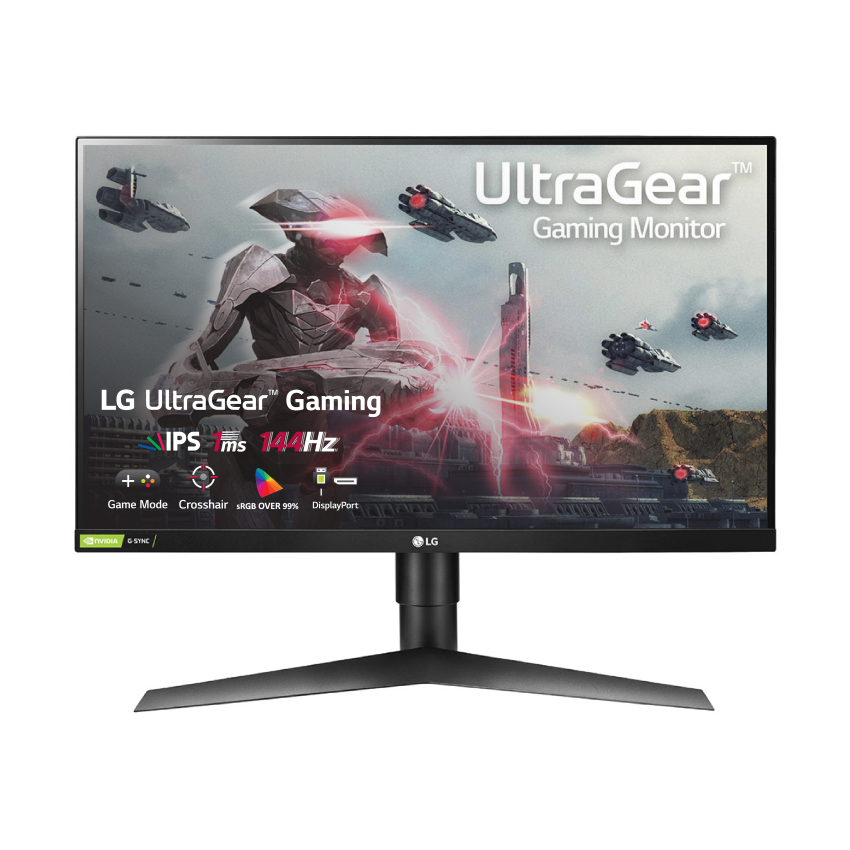 UltraGear™
Gaming Monitor
LG UltraGear™ Gaming
IPS 1ms 144Hz
Game Mode Crosshair sRGB OVER 99% DisplayPort
NVIDIA G-SYNC LG